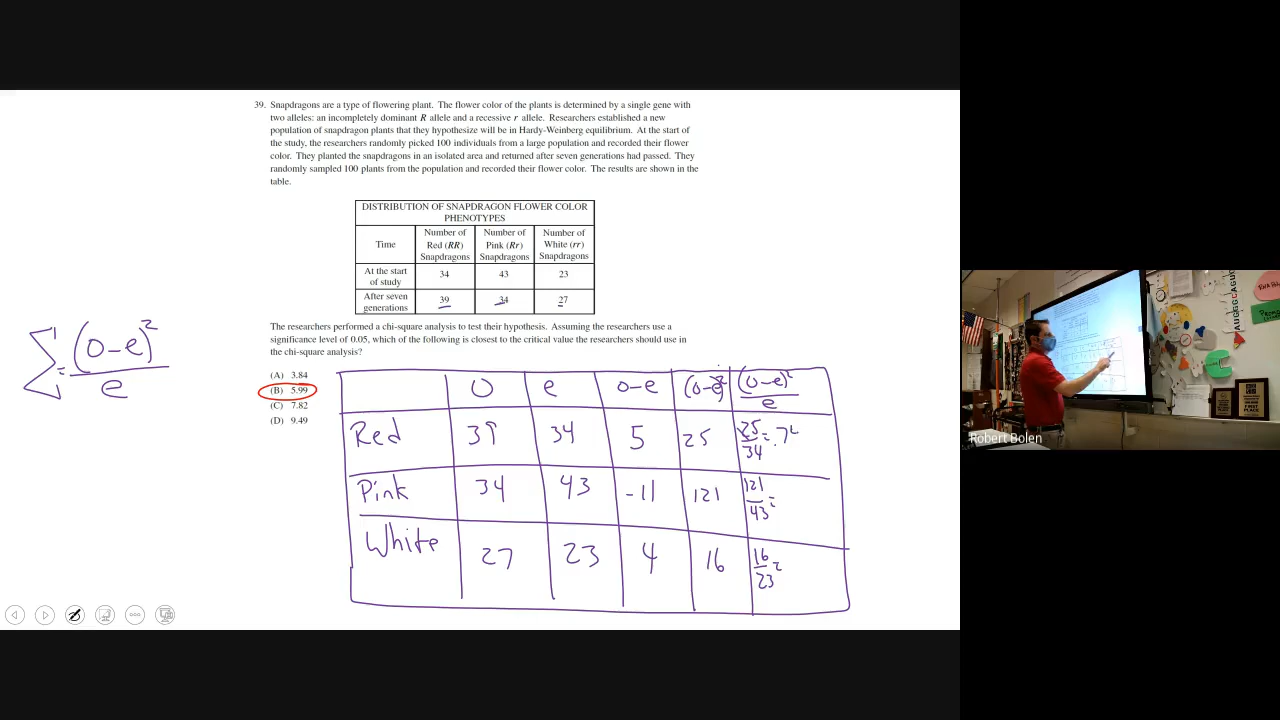 39. Snapdragons are a type of flowering plant. The flower color of the plants is determined by a single gene with
two alleles: an incompletely dominant R allele and a recessive r allele. Researchers established a new
population of snapdragon plants that they hypothesize will be in Hardy-Weinberg equilibrium. At the start of
the study, the researchers randomly picked 100 individuals from a large population and recorded their flower
color. They planted the snapdragons in an isolated area and returned after seven generations had passed. They
randomly sampled 100 plants from the population and recorded their flower color. The results are shown in the
table.
DISTRIBUTION OF SNAPDRAGON FLOWER COLOR
PHENOTYPES
Time
Number of
Red (RR)
Snapdragons
Number of
Pink (Rr)
Snapdragons
Number of
White (rr)
Snapdragons
At the start
of study
34
43
23
After seven
generations
39
34
27
The researchers performed a chi-square analysis to test their hypothesis. Assuming the researchers use a
significance level of 0.05, which of the following is closest to the critical value the researchers should use in
the chi-square analysis?
(A) 3.84
(B) 5.99
(C) 7.82
(D) 9.49
∑ (o-e)²
e
O e o-e (o-e)² (o-e)²
e
Red 39 34 5 25 25
34 = .7
Pink 34 43 -11 121 121
43 =
White 27 23 4 16 16
23 =
Robert Bolen
FIRST PLACE